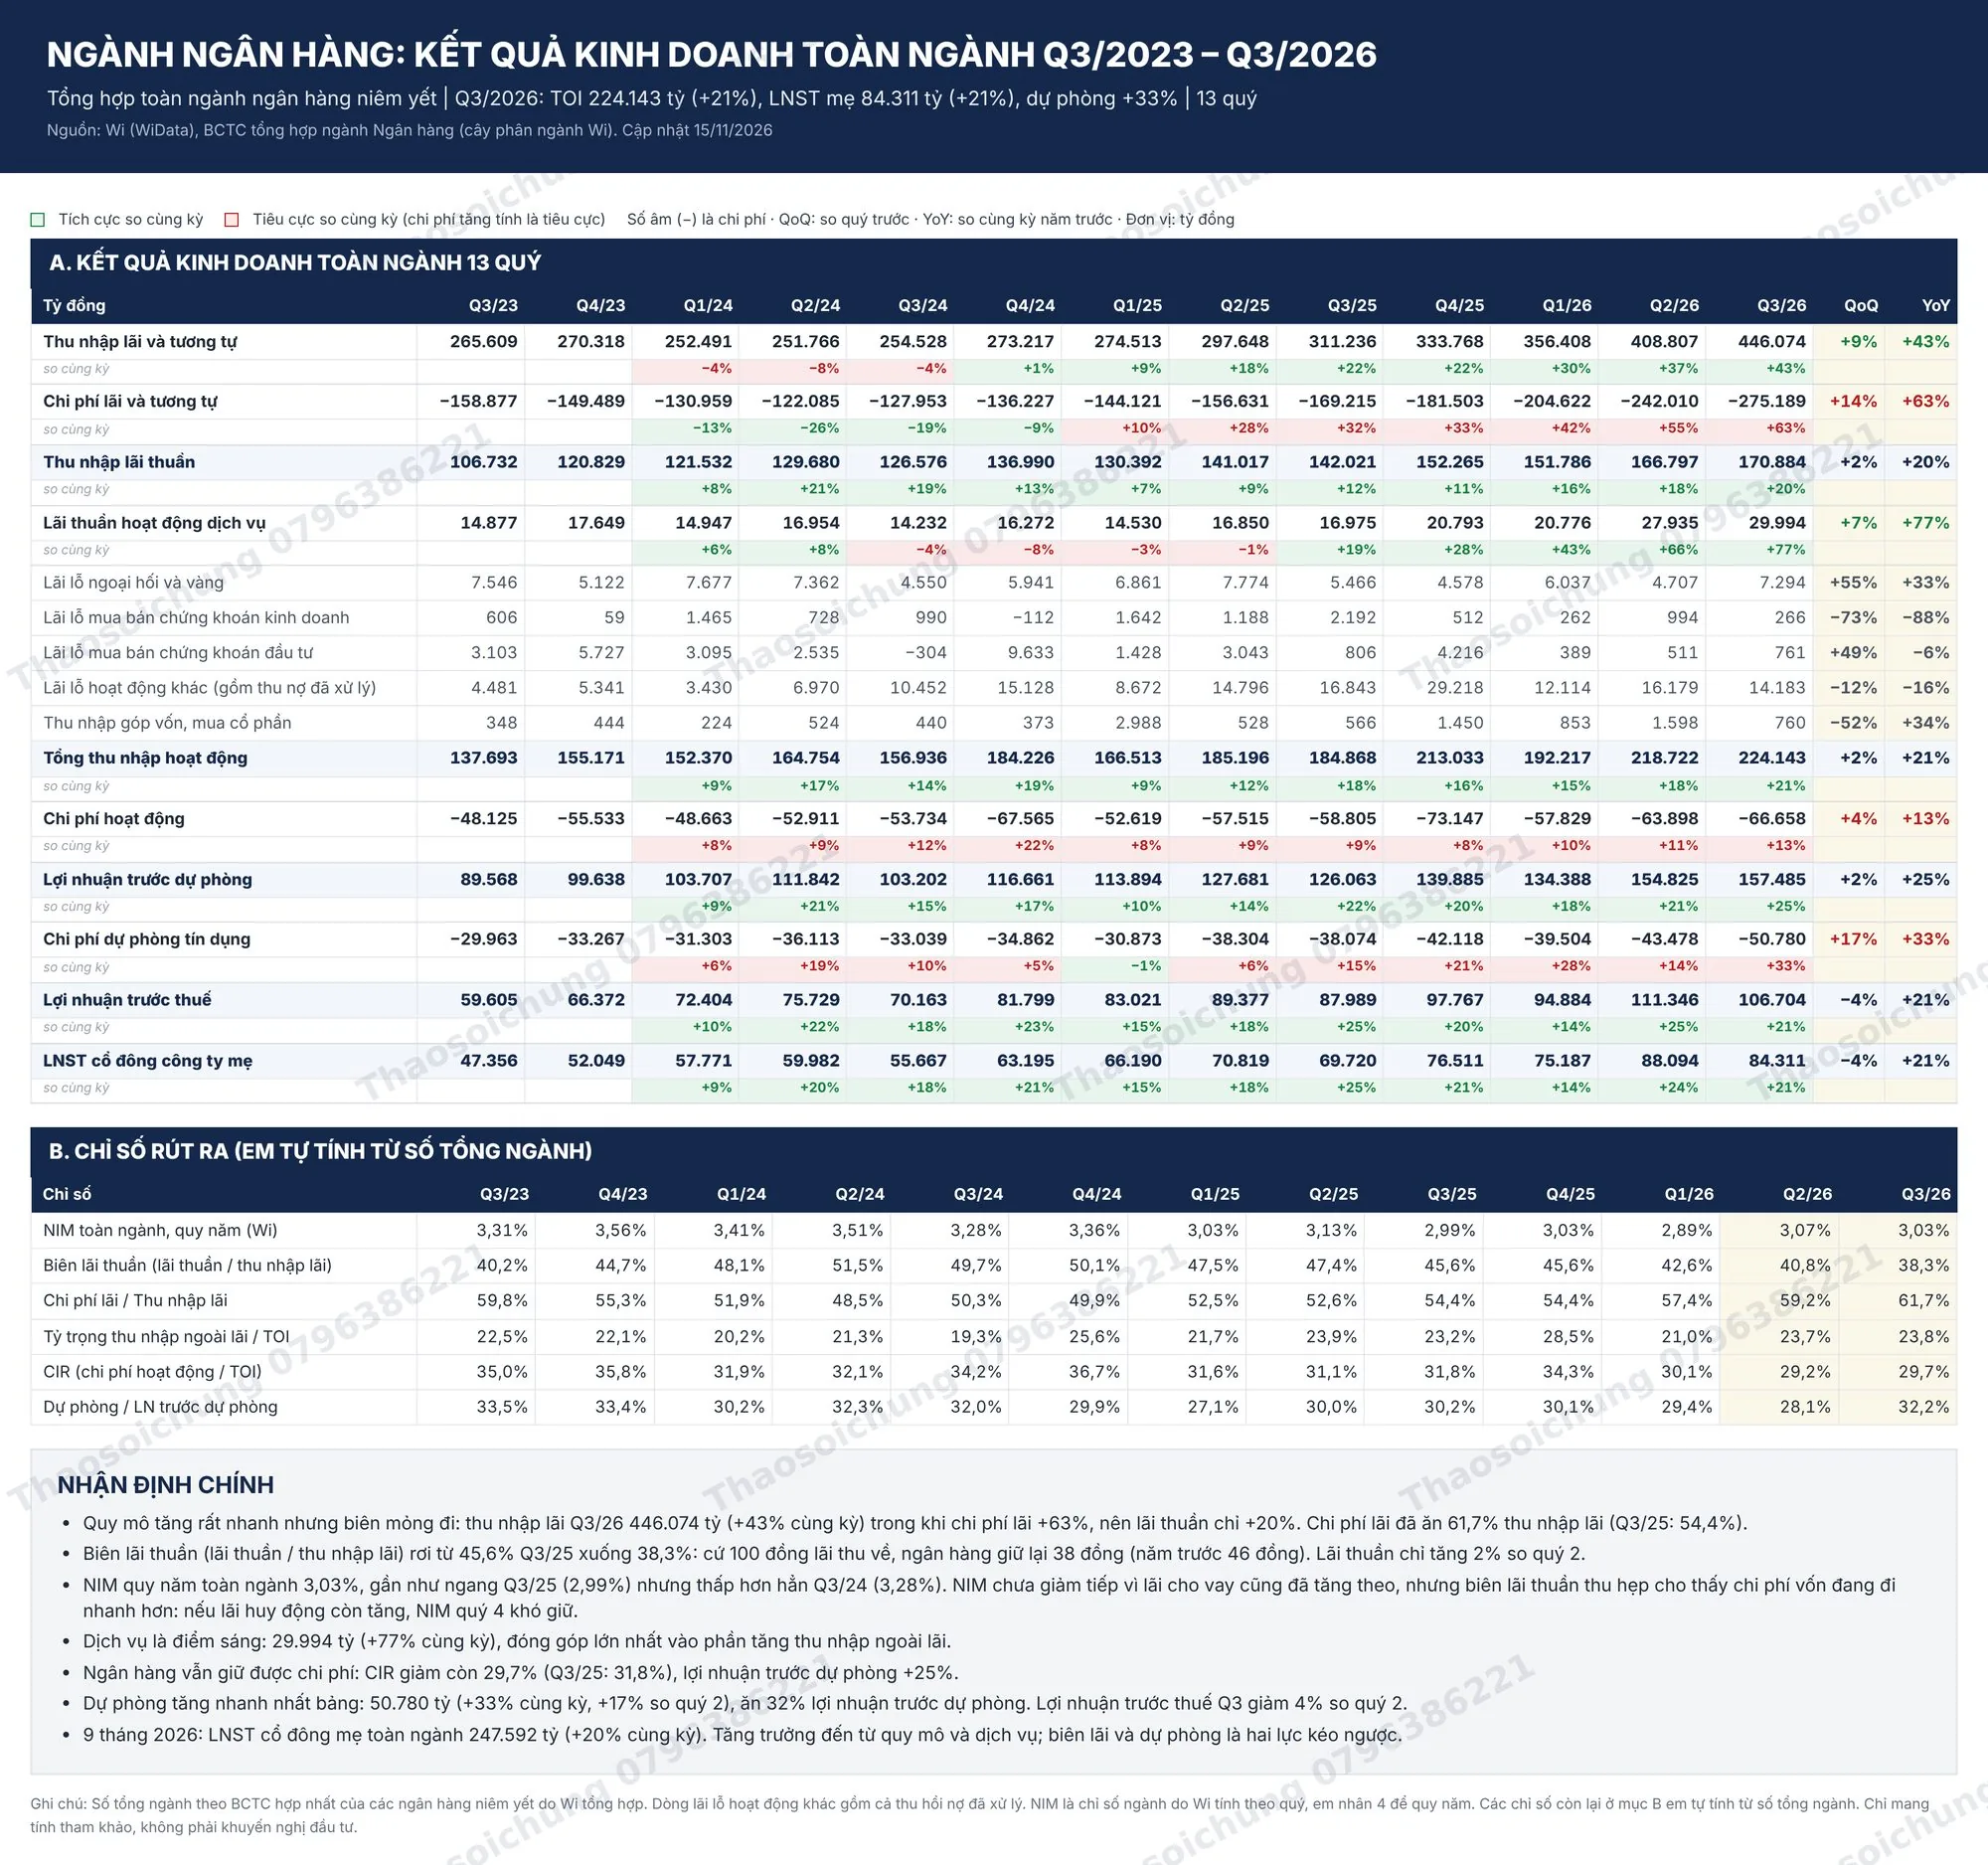 NGÀNH NGÂN HÀNG: KẾT QUẢ KINH DOANH TOÀN NGÀNH Q3/2023 – Q3/2026
Tổng hợp toàn ngành ngân hàng niêm yết | Q3/2026: TOI 224.143 tỷ (+21%), LNST mẹ 84.311 tỷ (+21%), dự phòng +33% | 13 quý
Nguồn: Wi (WiData), BCTC tổng hợp ngành Ngân hàng (cây phân ngành Wi). Cập nhật 15/11/2026
Tích cực so cùng kỳ Tiêu cực so cùng kỳ (chi phí tăng tính là tiêu cực) Số âm (−) là chi phí · QoQ: so quý trước · YoY: so cùng kỳ năm trước · Đơn vị: tỷ đồng
A. KẾT QUẢ KINH DOANH TOÀN NGÀNH 13 QUÝ
Tỷ đồng Q3/23 Q4/23 Q1/24 Q2/24 Q3/24 Q4/24 Q1/25 Q2/25 Q3/25 Q4/25 Q1/26 Q2/26 Q3/26 QoQ YoY
Thu nhập lãi và tương tự 265.609 270.318 252.491 251.766 254.528 273.217 274.513 297.648 311.236 333.768 356.408 408.807 446.074 +9% +43%
so cùng kỳ −4% −8% −4% +1% +9% +18% +22% +22% +30% +37% +43%
Chi phí lãi và tương tự −158.877 −149.489 −130.959 −122.085 −127.953 −136.227 −144.121 −156.631 −169.215 −181.503 −204.622 −242.010 −275.189 +14% +63%
so cùng kỳ −13% −26% −19% −9% +10% +28% +32% +33% +42% +55% +63%
Thu nhập lãi thuần 106.732 120.829 121.532 129.680 126.576 136.990 130.392 141.017 142.021 152.265 151.786 166.797 170.884 +2% +20%
so cùng kỳ +8% +21% +19% +13% +7% +9% +12% +11% +16% +18% +20%
Lãi thuần hoạt động dịch vụ 14.877 17.649 14.947 16.954 14.232 16.272 14.530 16.850 16.975 20.793 20.776 27.935 29.994 +7% +77%
so cùng kỳ +6% +8% −4% −8% −3% −1% +19% +28% +43% +66% +77%
Lãi lỗ ngoại hối và vàng 7.546 5.122 7.677 7.362 4.550 5.941 6.861 7.774 5.466 4.578 6.037 4.707 7.294 +55% +33%
Lãi lỗ mua bán chứng khoán kinh doanh 606 59 1.465 728 990 −112 1.642 1.188 2.192 512 262 994 266 −73% −88%
Lãi lỗ mua bán chứng khoán đầu tư 3.103 5.727 3.095 2.535 −304 9.633 1.428 3.043 806 4.216 389 511 761 +49% −6%
Lãi lỗ hoạt động khác (gồm thu nợ đã xử lý) 4.481 5.341 3.430 6.970 10.452 15.128 8.672 14.796 16.843 29.218 12.114 16.179 14.183 −12% −16%
Thu nhập góp vốn, mua cổ phần 348 444 224 524 440 373 2.988 528 566 1.450 853 1.598 760 −52% +34%
Tổng thu nhập hoạt động 137.693 155.171 152.370 164.754 156.936 184.226 166.513 185.196 184.868 213.033 192.217 218.722 224.143 +2% +21%
so cùng kỳ +9% +17% +14% +19% +9% +12% +18% +16% +15% +18% +21%
Chi phí hoạt động −48.125 −55.533 −48.663 −52.911 −53.734 −67.565 −52.619 −57.515 −58.805 −73.147 −57.829 −63.898 −66.658 +4% +13%
so cùng kỳ +8% +9% +12% +22% +8% +9% +9% +8% +10% +11% +13%
Lợi nhuận trước dự phòng 89.568 99.638 103.707 111.842 103.202 116.661 113.894 127.681 126.063 139.885 134.388 154.825 157.485 +2% +25%
so cùng kỳ +9% +21% +15% +17% +10% +14% +22% +20% +18% +21% +25%
Chi phí dự phòng tín dụng −29.963 −33.267 −31.303 −36.113 −33.039 −34.862 −30.873 −38.304 −38.074 −42.118 −39.504 −43.478 −50.780 +17% +33%
so cùng kỳ +6% +19% +10% +5% −1% +6% +15% +21% +28% +14% +33%
Lợi nhuận trước thuế 59.605 66.372 72.404 75.729 70.163 81.799 83.021 89.377 87.989 97.767 94.884 111.346 106.704 −4% +21%
so cùng kỳ +10% +22% +18% +23% +15% +18% +25% +20% +14% +25% +21%
LNST cổ đông công ty mẹ 47.356 52.049 57.771 59.982 55.667 63.195 66.190 70.819 69.720 76.511 75.187 88.094 84.311 −4% +21%
so cùng kỳ +9% +20% +18% +21% +15% +18% +25% +21% +14% +24% +21%
B. CHỈ SỐ RÚT RA (EM TỰ TÍNH TỪ SỐ TỔNG NGÀNH)
Chỉ số Q3/23 Q4/23 Q1/24 Q2/24 Q3/24 Q4/24 Q1/25 Q2/25 Q3/25 Q4/25 Q1/26 Q2/26 Q3/26
NIM toàn ngành, quy năm (Wi) 3,31% 3,56% 3,41% 3,51% 3,28% 3,36% 3,03% 3,13% 2,99% 3,03% 2,89% 3,07% 3,03%
Biên lãi thuần (lãi thuần / thu nhập lãi) 40,2% 44,7% 48,1% 51,5% 49,7% 50,1% 47,5% 47,4% 45,6% 45,6% 42,6% 40,8% 38,3%
Chi phí lãi / Thu nhập lãi 59,8% 55,3% 51,9% 48,5% 50,3% 49,9% 52,5% 52,6% 54,4% 54,4% 57,4% 59,2% 61,7%
Tỷ trọng thu nhập ngoài lãi / TOI 22,5% 22,1% 20,2% 21,3% 19,3% 25,6% 21,7% 23,9% 23,2% 28,5% 21,0% 23,7% 23,8%
CIR (chi phí hoạt động / TOI) 35,0% 35,8% 31,9% 32,1% 34,2% 36,7% 31,6% 31,1% 31,8% 34,3% 30,1% 29,2% 29,7%
Dự phòng / LN trước dự phòng 33,5% 33,4% 30,2% 32,3% 32,0% 29,9% 27,1% 30,0% 30,2% 30,1% 29,4% 28,1% 32,2%
NHẬN ĐỊNH CHÍNH
• Quy mô tăng rất nhanh nhưng biên mỏng đi: thu nhập lãi Q3/26 446.074 tỷ (+43% cùng kỳ) trong khi chi phí lãi +63%, nên lãi thuần chỉ +20%. Chi phí lãi đã ăn 61,7% thu nhập lãi (Q3/25: 54,4%).
• Biên lãi thuần (lãi thuần / thu nhập lãi) rơi từ 45,6% Q3/25 xuống 38,3%: cứ 100 đồng lãi thu về, ngân hàng giữ lại 38 đồng (năm trước 46 đồng). Lãi thuần chỉ tăng 2% so quý 2.
• NIM quy năm toàn ngành 3,03%, gần như ngang Q3/25 (2,99%) nhưng thấp hơn hẳn Q3/24 (3,28%). NIM chưa giảm tiếp vì lãi cho vay cũng đã tăng theo, nhưng biên lãi thuần thu hẹp cho thấy chi phí vốn đang đi
nhanh hơn: nếu lãi huy động còn tăng, NIM quý 4 khó giữ.
• Dịch vụ là điểm sáng: 29.994 tỷ (+77% cùng kỳ), đóng góp lớn nhất vào phần tăng thu nhập ngoài lãi.
• Ngân hàng vẫn giữ được chi phí: CIR giảm còn 29,7% (Q3/25: 31,8%), lợi nhuận trước dự phòng +25%.
• Dự phòng tăng nhanh nhất bảng: 50.780 tỷ (+33% cùng kỳ, +17% so quý 2), ăn 32% lợi nhuận trước dự phòng. Lợi nhuận trước thuế Q3 giảm 4% so quý 2.
• 9 tháng 2026: LNST cổ đông mẹ toàn ngành 247.592 tỷ (+20% cùng kỳ). Tăng trưởng đến từ quy mô và dịch vụ; biên lãi và dự phòng là hai lực kéo ngược.
Ghi chú: Số tổng ngành theo BCTC hợp nhất của các ngân hàng niêm yết do Wi tổng hợp. Dòng lãi lỗ hoạt động khác gồm cả thu hồi nợ đã xử lý. NIM là chỉ số ngành do Wi tính theo quý, em nhân 4 để quy năm. Các chỉ số còn lại ở mục B em tự tính từ số tổng ngành. Chỉ mang
tính tham khảo, không phải khuyến nghị đầu tư.
Thaosoichung 0796386221